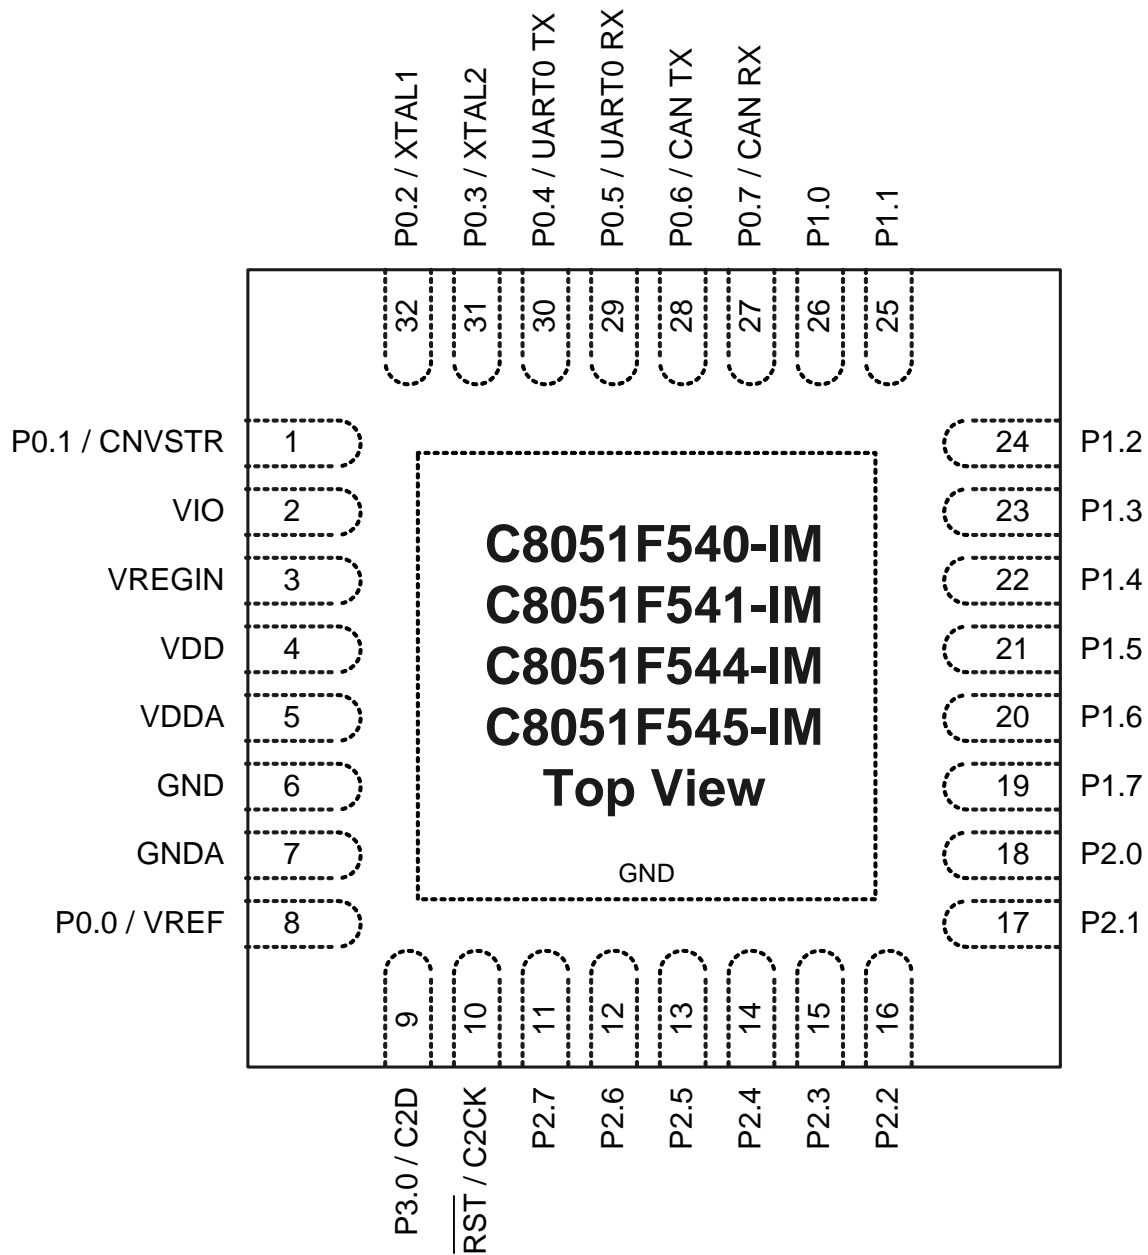 P0.2 / XTAL1
P0.3 / XTAL2
P0.4 / UART0 TX
P0.5 / UART0 RX
P0.6 / CAN TX
P0.7 / CAN RX
P1.0
P1.1
32
31
30
29
28
27
26
25
P0.1 / CNVSTR
1
VIO
2
VREGIN
3
VDD
4
VDDA
5
GND
6
GNDA
7
P0.0 / VREF
8
C8051F540-IM
C8051F541-IM
C8051F544-IM
C8051F545-IM
Top View
GND
24
P1.2
23
P1.3
22
P1.4
21
P1.5
20
P1.6
19
P1.7
18
P2.0
17
P2.1
9
10
11
12
13
14
15
16
P3.0 / C2D
RST / C2CK
P2.7
P2.6
P2.5
P2.4
P2.3
P2.2